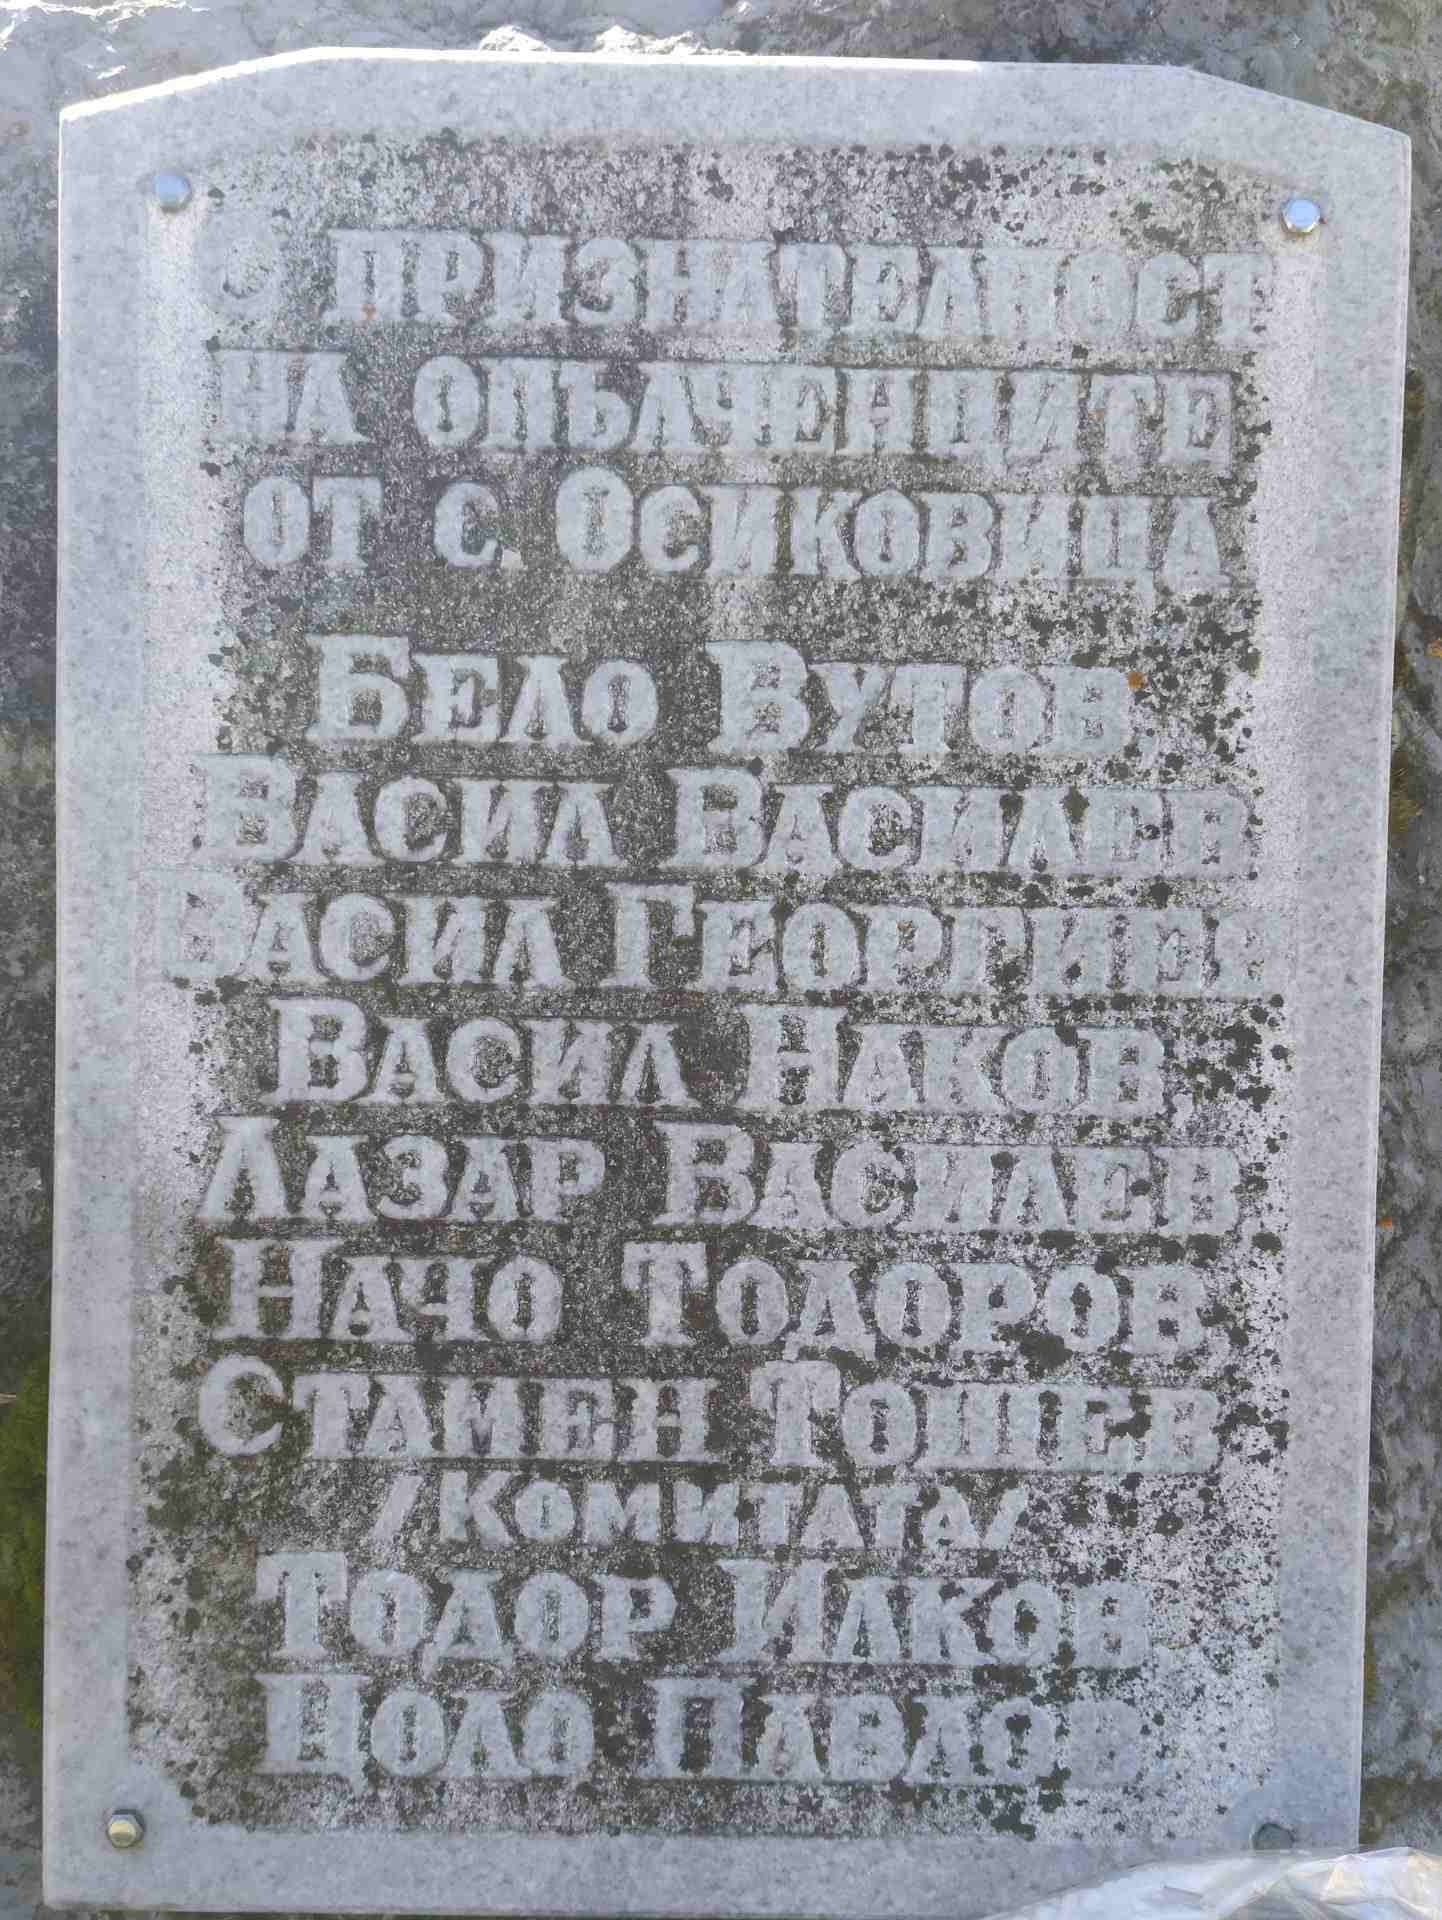 С ПРИЗНАТЕЛНОСТ
НА ОПЪЛЧЕНЦИТЕ
ОТ С. ОСИКОВИЦА
БЕЛО ВУТОВ,
ВАСИЛ ВАСИЛЕВ
ВАСИЛ ГЕОРГИЕВ
ВАСИЛ НАКОВ
ЛАЗАР ВАСИЛЕВ,
НАЧО ТОДОРОВ,
СТАМЕН ТОШЕВ
/КОМИТАТА/
ТОДОР ИЛКОВ,
ЦОЛО ПАВЛОВ